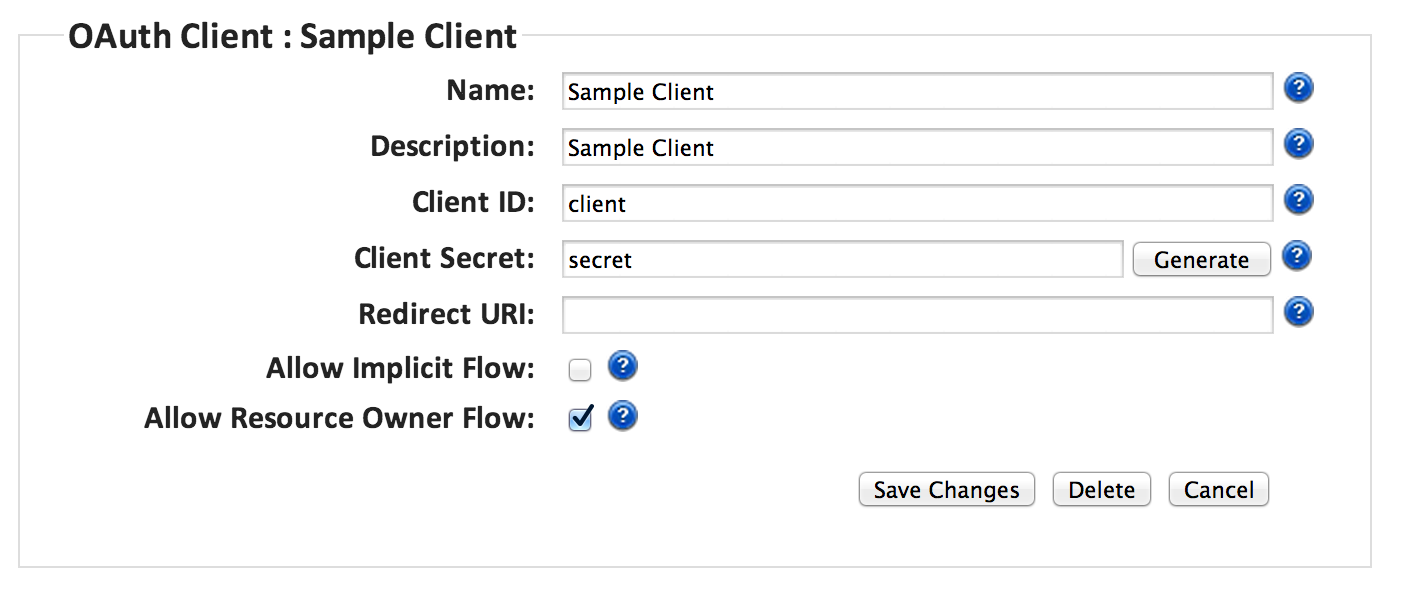 OAuth Client : Sample Client
Name: Sample Client
Description: Sample Client
Client ID: client
Client Secret: secret Generate
Redirect URI:
Allow Implicit Flow:
Allow Resource Owner Flow:
Save Changes Delete Cancel